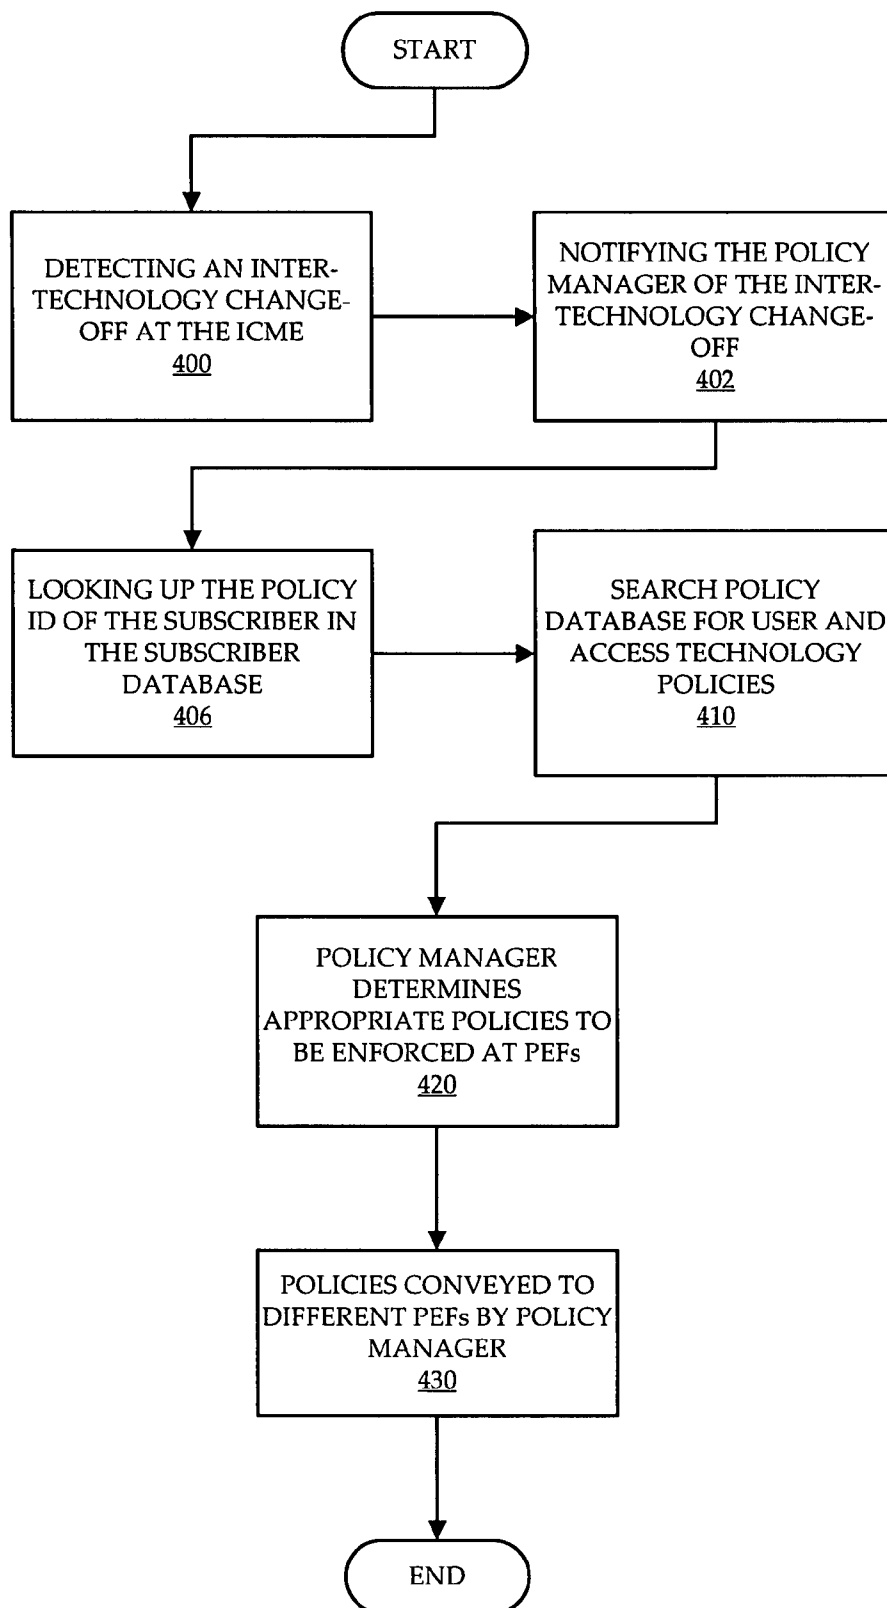 START
DETECTING AN INTER-
TECHNOLOGY CHANGE-
OFF AT THE ICME
400
NOTIFYING THE POLICY
MANAGER OF THE INTER-
TECHNOLOGY CHANGE-
OFF
402
LOOKING UP THE POLICY
ID OF THE SUBSCRIBER IN
THE SUBSCRIBER
DATABASE
406
SEARCH POLICY
DATABASE FOR USER AND
ACCESS TECHNOLOGY
POLICIES
410
POLICY MANAGER
DETERMINES
APPROPRIATE POLICIES TO
BE ENFORCED AT PEFs
420
POLICIES CONVEYED TO
DIFFERENT PEFs BY POLICY
MANAGER
430
END